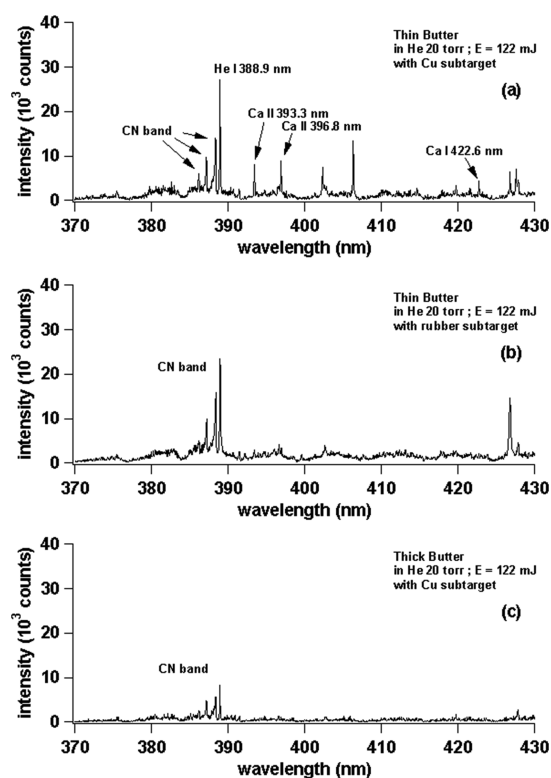 40
30
20
10
0
intensity (10³ counts)
Thin Butter
in He 20 torr ; E = 122 mJ
with Cu subtarget
(a)
He I 388.9 nm
Ca II 393.3 nm
Ca II 396.8 nm
CN band
Ca I 422.6 nm
370 380 390 400 410 420 430
wavelength (nm)
40
30
20
10
0
intensity (10³ counts)
Thin Butter
in He 20 torr ; E = 122 mJ
with rubber subtarget
(b)
CN band
370 380 390 400 410 420 430
wavelength (nm)
40
30
20
10
0
intensity (10³ counts)
Thick Butter
in He 20 torr ; E = 122 mJ
with Cu subtarget
(c)
CN band
370 380 390 400 410 420 430
wavelength (nm)